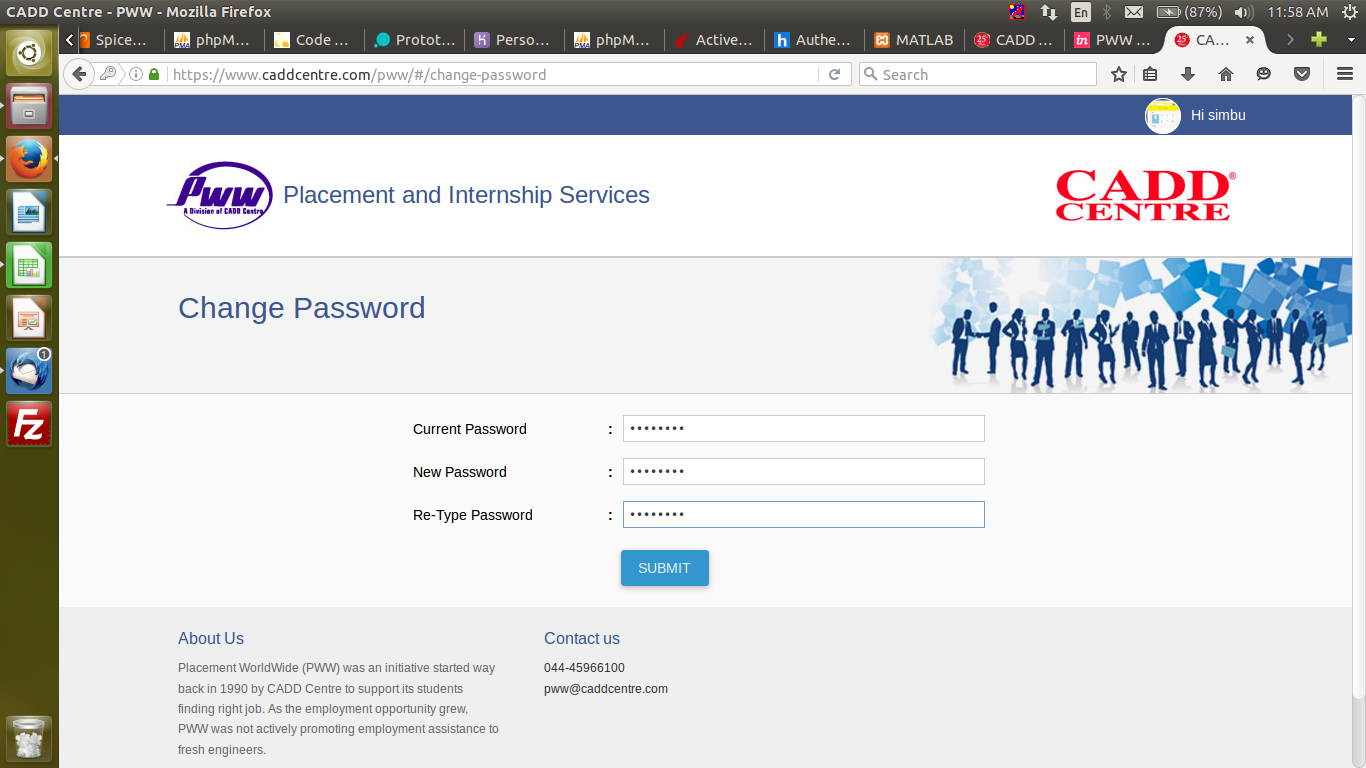 CADD Centre - PWW - Mozilla Firefox
En
(87%)
11:58 AM
Spice...
phpM...
Code ...
Protot...
Perso...
phpM...
Active...
Authe...
MATLAB
CADD ...
PWW ...
CA...
https://www.caddcentre.com/pww/#/change-password
Search
Hi simbu
Pww
A Division of CADD Centre
Placement and Internship Services
CADD®
CENTRE
Change Password
Current Password :
New Password :
Re-Type Password :
SUBMIT
About Us
Placement WorldWide (PWW) was an initiative started way
back in 1990 by CADD Centre to support its students
finding right job. As the employment opportunity grew,
PWW was not actively promoting employment assistance to
fresh engineers.
Contact us
044-45966100
pww@caddcentre.com
1
Fz